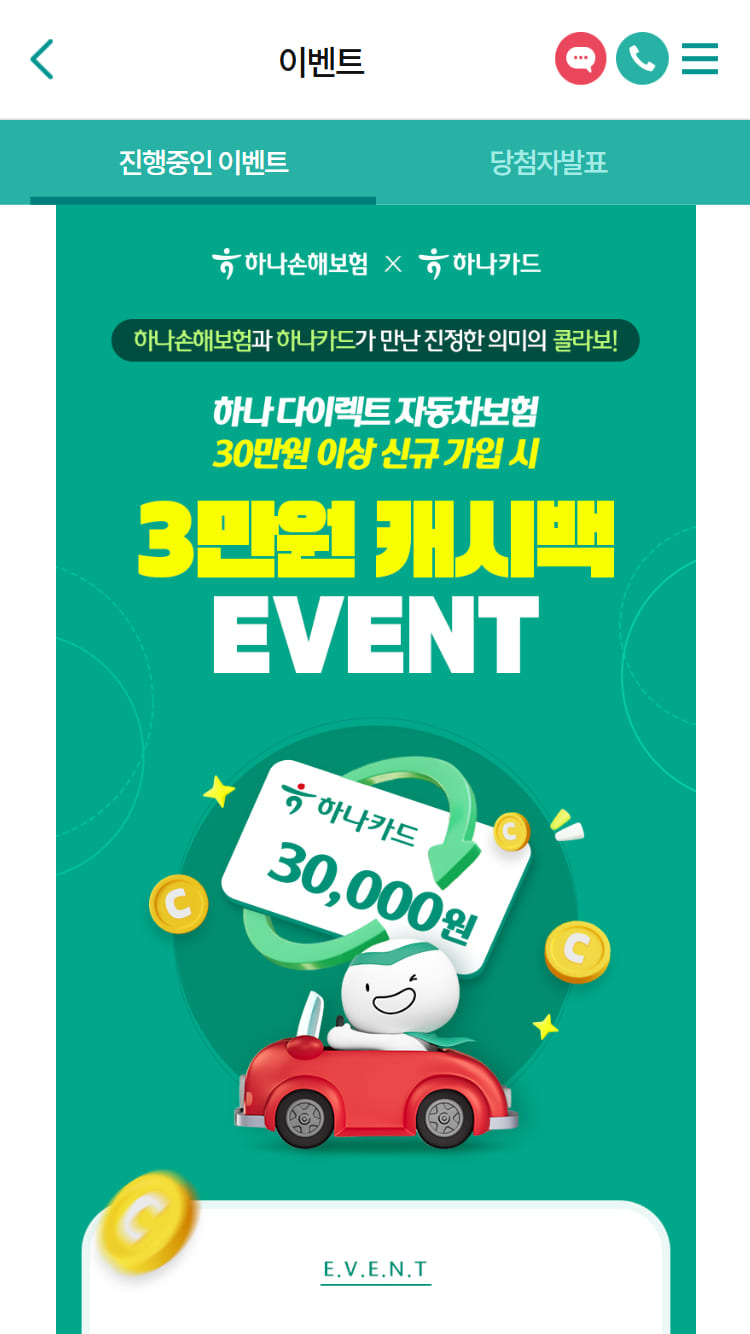 이벤트
진행중인 이벤트
당첨자발표
하나손해보험 × 하나카드
하나손해보험과 하나카드가 만난 진정한 의미의 콜라보!
하나 다이렉트 자동차보험
30만원 이상 신규 가입 시
3만원 캐시백
EVENT
하나카드
30,000원
C
C
C
C
E.V.E.N.T